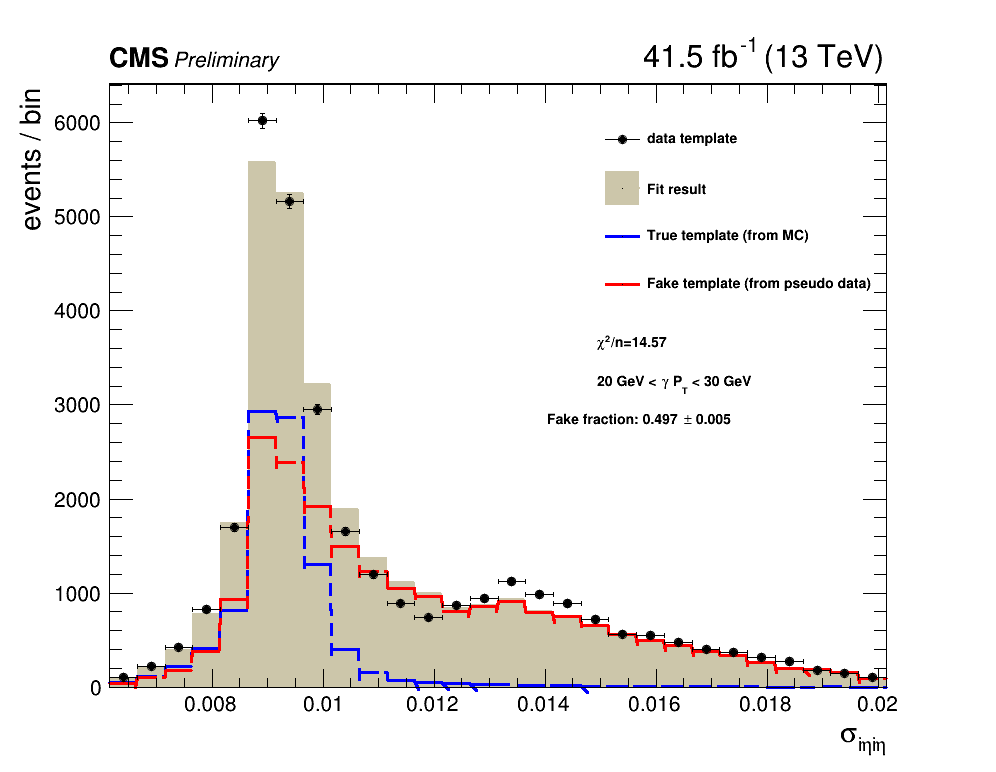 CMS Preliminary 41.5 fb⁻¹ (13 TeV)
events / bin
6000
5000
4000
3000
2000
1000
0
data template
Fit result
True template (from MC)
Fake template (from pseudo data)
χ²/n=14.57
20 GeV < γ P_T < 30 GeV
Fake fraction: 0.497 ± 0.005
0.008 0.01 0.012 0.014 0.016 0.018 0.02
σ_iηiη